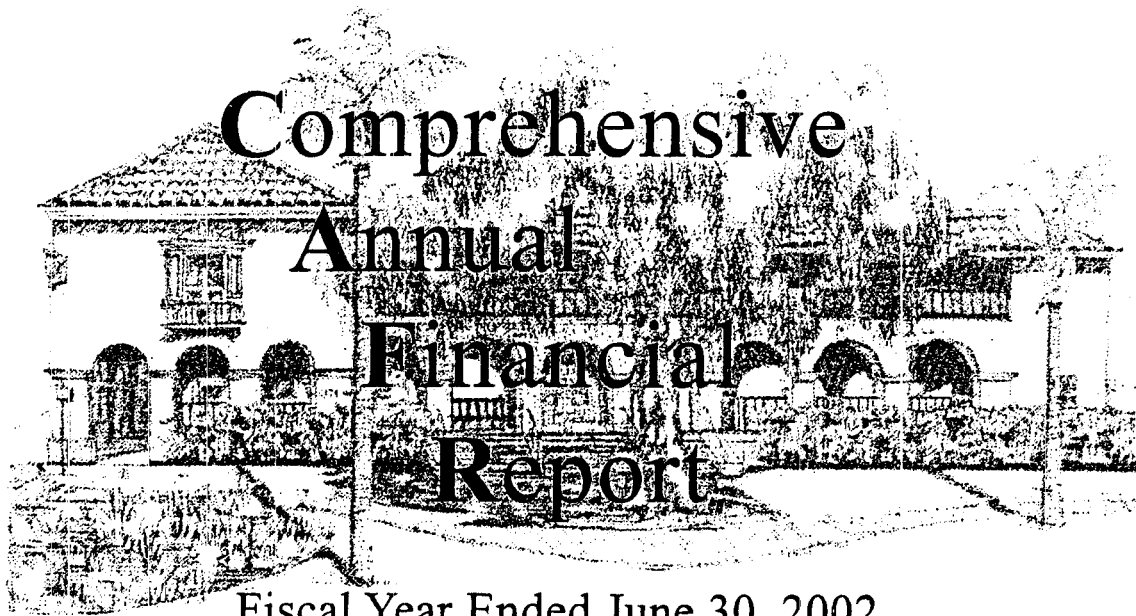 Comprehensive
Annual
Financial
Report
Fiscal Year Ended June 30, 2002